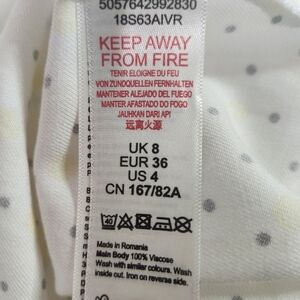 5057642992830
18S63AIVR
KEEP AWAY
FROM FIRE
TENIR ELOIGNE DU FEU
VON ZUNDQUELLEN FERNHALTEN
MANTENER ALEJADO DEL FUEGO
MANTER AFASTADO DO FOGO
JAUHKAN DARI API
远离火源
UK 8
EUR 36
US 4
CN 167/82A
40
Made in Romania
Main Body 100% Viscose
Wash with similar colours. Wash
inside out. Iron on reverse.